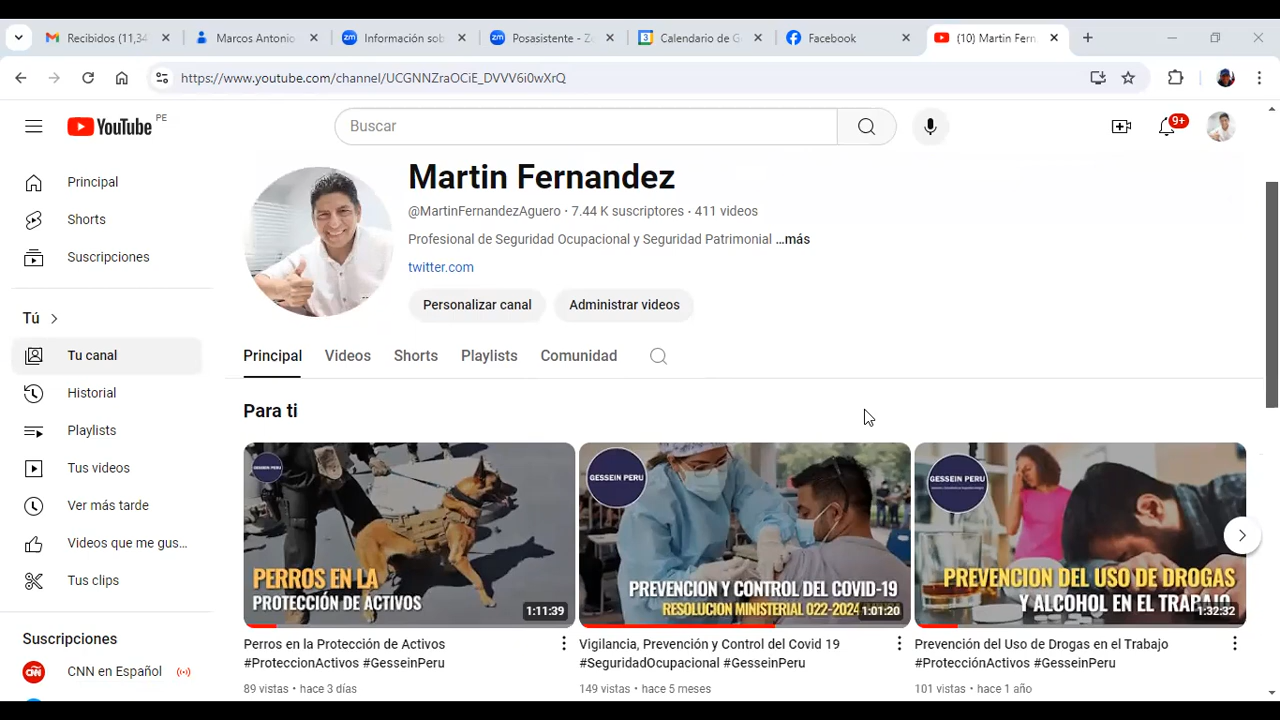 Recibidos (11,34
Marcos Antonio
Información sob
Posasistente - Zo
Calendario de G
Facebook
(10) Martin Fern
https://www.youtube.com/channel/UCGNNZraOCiE_DVVV6i0wXrQ
YouTube PE
Buscar
9+
Principal
Shorts
Suscripciones
Tú
Tu canal
Historial
Playlists
Tus videos
Ver más tarde
Videos que me gus...
Tus clips
Suscripciones
CNN en Español
Martin Fernandez
@MartinFernandezAguero · 7.44 K suscriptores · 411 videos
Profesional de Seguridad Ocupacional y Seguridad Patrimonial ...más
twitter.com
Personalizar canal
Administrar videos
Principal Videos Shorts Playlists Comunidad
Para ti
GESSEIN PERU
PERROS EN LA
PROTECCIÓN DE ACTIVOS
1:11:39
Perros en la Protección de Activos
#ProteccionActivos #GesseinPeru
89 vistas · hace 3 días
GESSEIN PERU
PREVENCION Y CONTROL DEL COVID-19
RESOLUCION MINISTERIAL 022-2024
1:01:20
Vigilancia, Prevención y Control del Covid 19
#SeguridadOcupacional #GesseinPeru
149 vistas · hace 5 meses
GESSEIN PERU
PREVENCION DEL USO DE DROGAS
Y ALCOHOL EN EL TRABAJO
1:32:32
Prevención del Uso de Drogas en el Trabajo
#ProtecciónActivos #GesseinPeru
101 vistas · hace 1 año